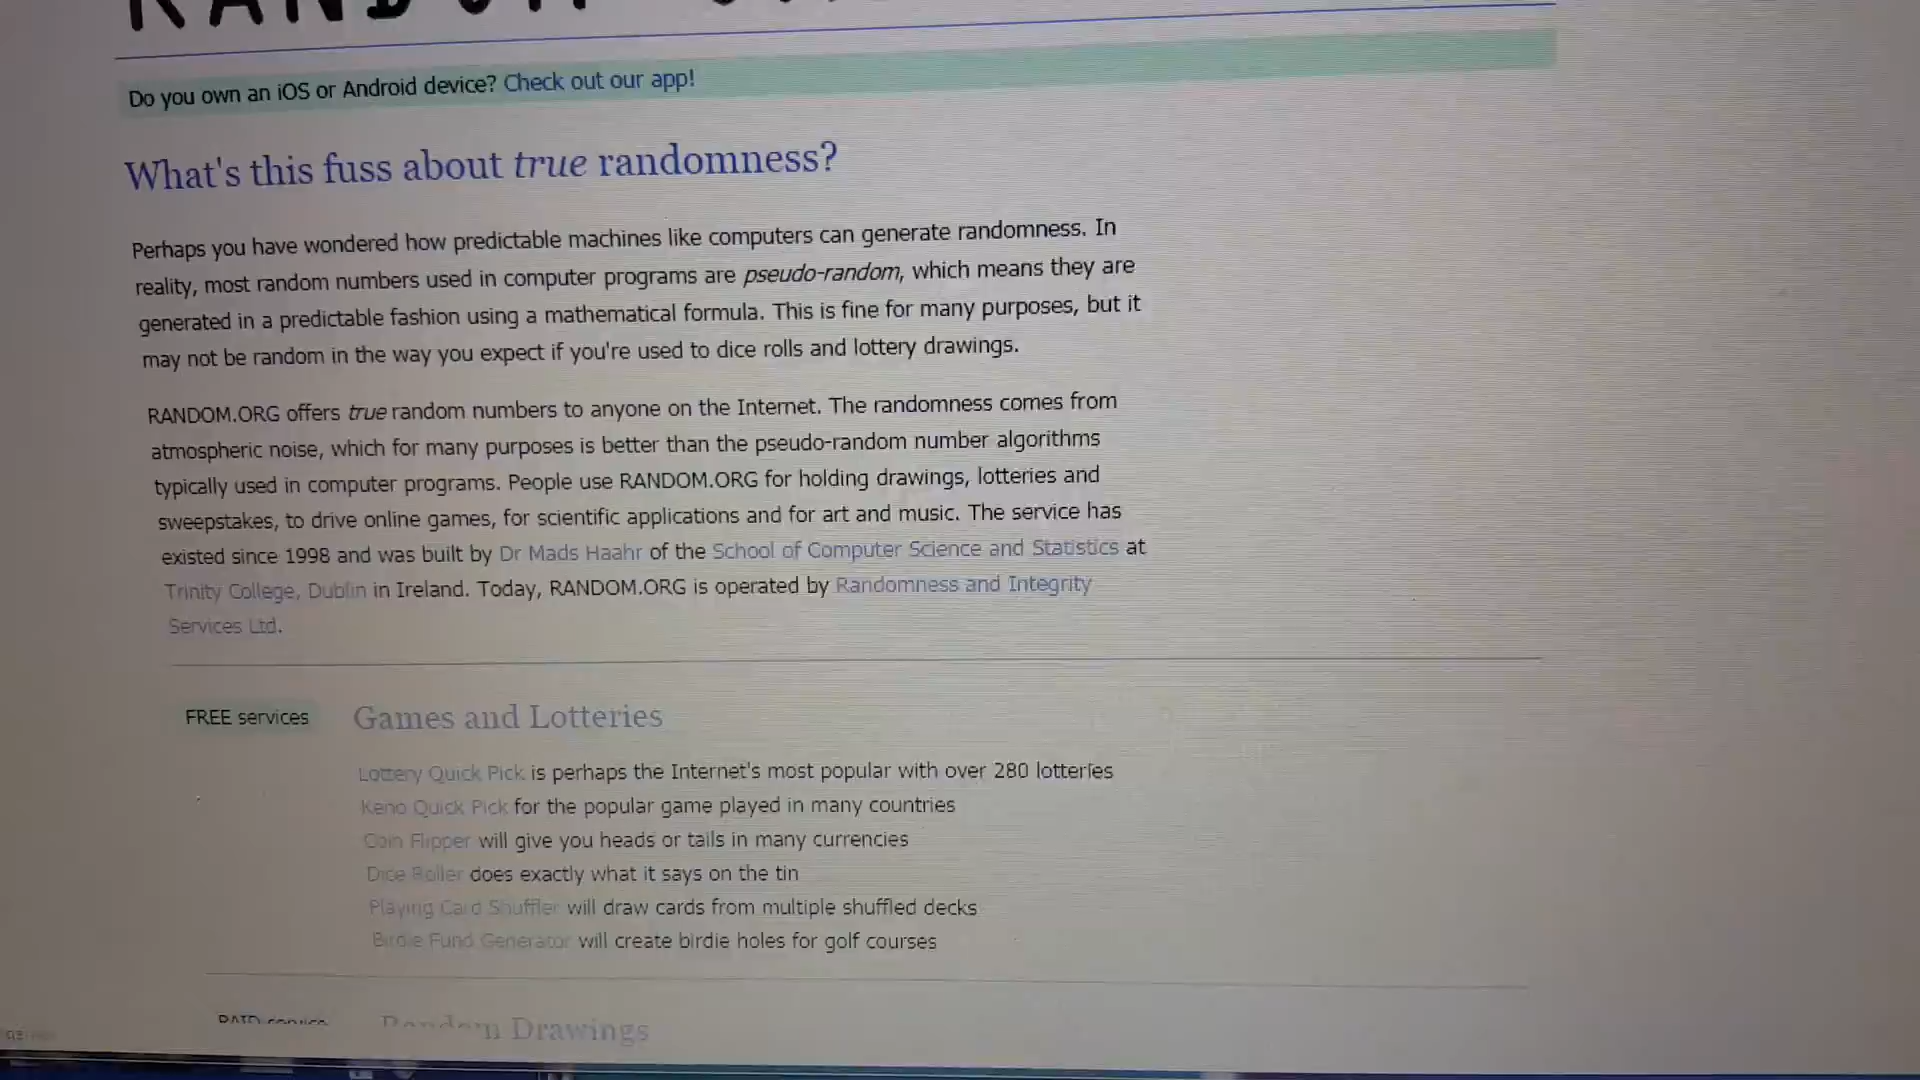 Do you own an iOS or Android device? Check out our app!
What's this fuss about true randomness?
Perhaps you have wondered how predictable machines like computers can generate randomness. In
reality, most random numbers used in computer programs are pseudo-random, which means they are
generated in a predictable fashion using a mathematical formula. This is fine for many purposes, but it
may not be random in the way you expect if you're used to dice rolls and lottery drawings.
RANDOM.ORG offers true random numbers to anyone on the Internet. The randomness comes from
atmospheric noise, which for many purposes is better than the pseudo-random number algorithms
typically used in computer programs. People use RANDOM.ORG for holding drawings, lotteries and
sweepstakes, to drive online games, for scientific applications and for art and music. The service has
existed since 1998 and was built by Dr Mads Haahr of the School of Computer Science and Statistics at
Trinity College, Dublin in Ireland. Today, RANDOM.ORG is operated by Randomness and Integrity
Services Ltd.
FREE services
Games and Lotteries
Lottery Quick Pick is perhaps the Internet's most popular with over 280 lotteries
Keno Quick Pick for the popular game played in many countries
Coin Flipper will give you heads or tails in many currencies
Dice Roller does exactly what it says on the tin
Playing Card Shuffler will draw cards from multiple shuffled decks
Birdie Fund Generator will create birdie holes for golf courses
PAID service
Random Drawings